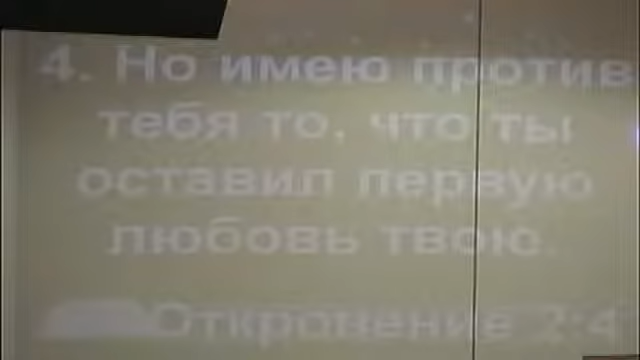 4. Но имею против
тебя то, что ты
оставил первую
любовь твою.
Откровение 2:4